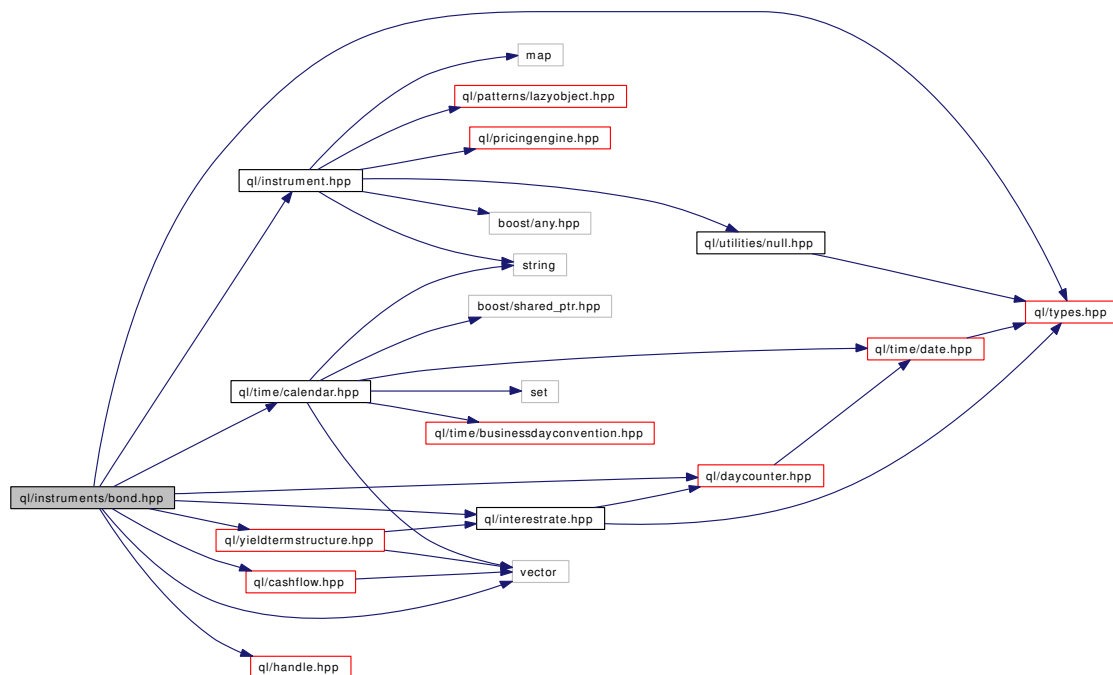 map
ql/patterns/lazyobject.hpp
ql/pricingengine.hpp
ql/instrument.hpp
boost/any.hpp
ql/utilities/null.hpp
string
boost/shared_ptr.hpp
ql/types.hpp
ql/time/date.hpp
ql/time/calendar.hpp
set
ql/time/businessdayconvention.hpp
ql/daycounter.hpp
ql/instruments/bond.hpp
ql/interestrate.hpp
ql/yieldtermstructure.hpp
vector
ql/cashflow.hpp
ql/handle.hpp